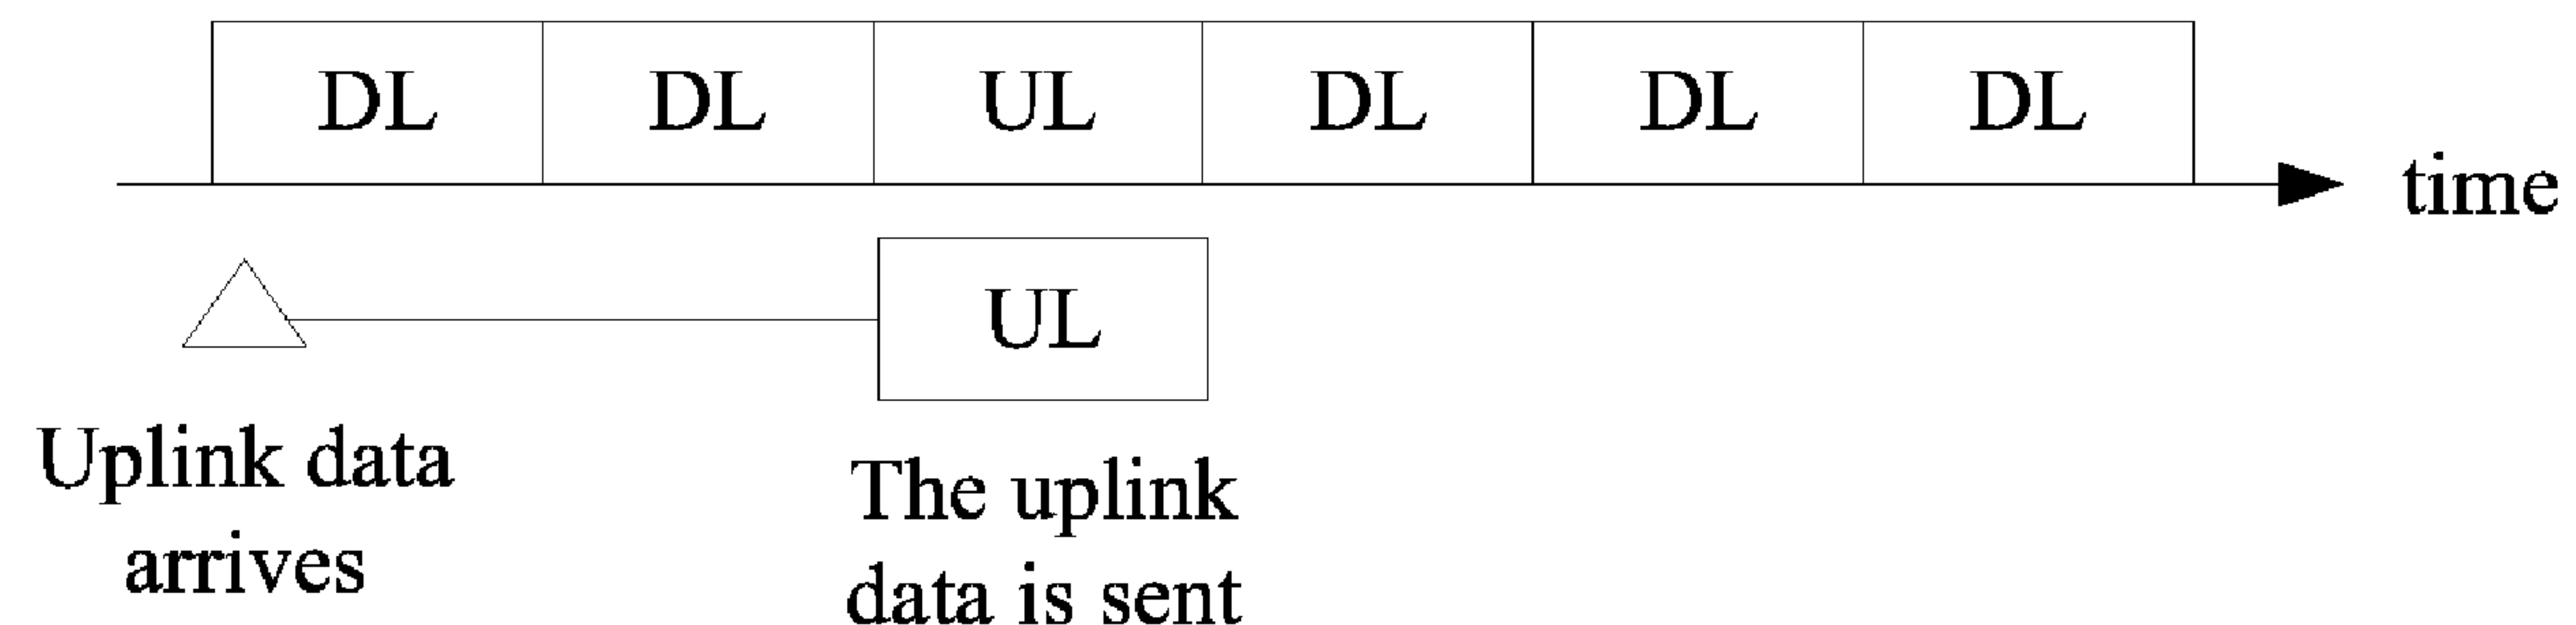 DL DL UL DL DL DL
time
UL
Uplink data
arrives
The uplink
data is sent